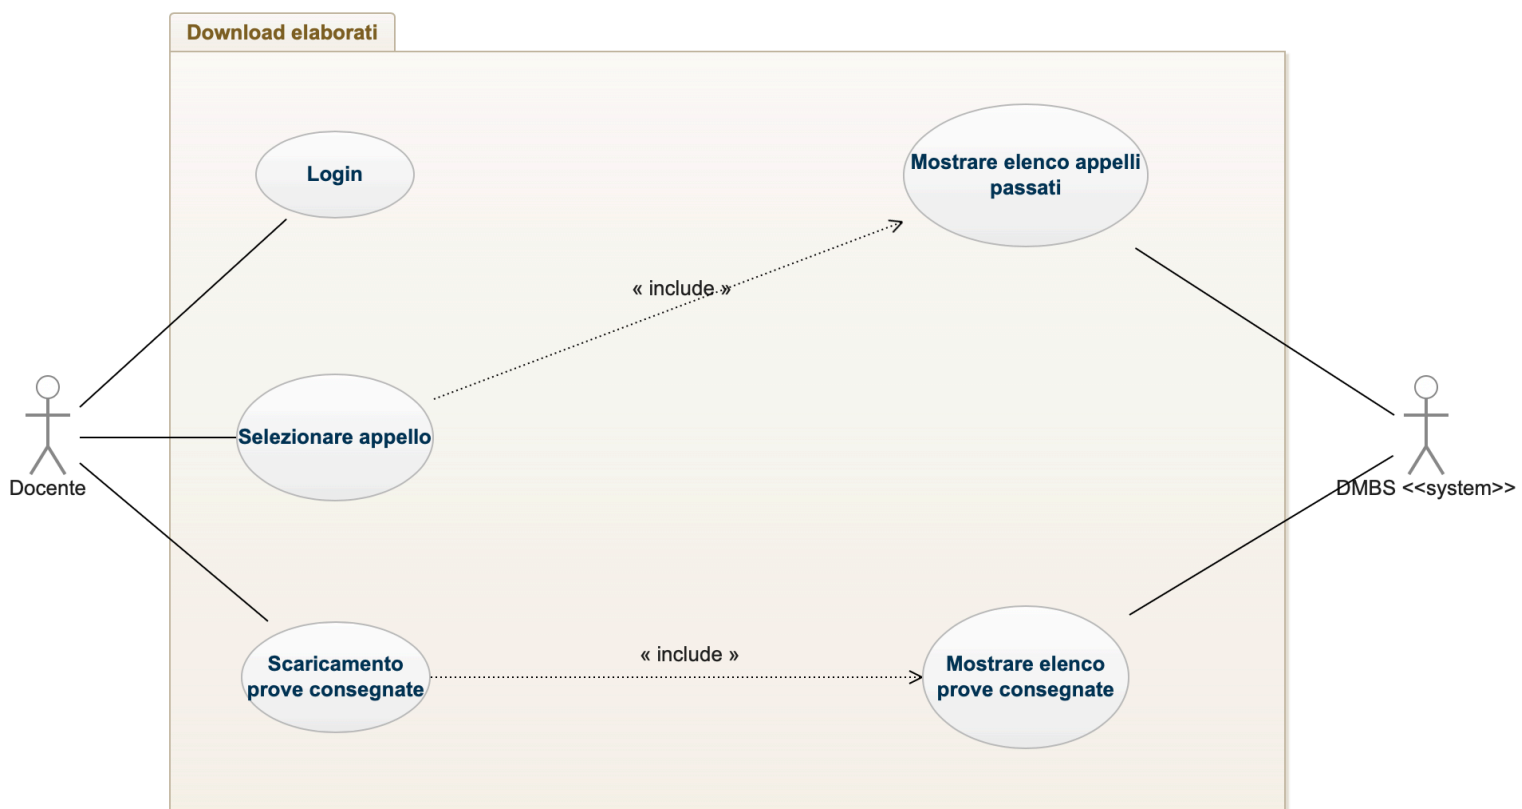 Download elaborati
Login
Mostrare elenco appelli
passati
« include »
Selezionare appello
Docente
DMBS <<system>>
Scaricamento
prove consegnate
« include »
Mostrare elenco
prove consegnate